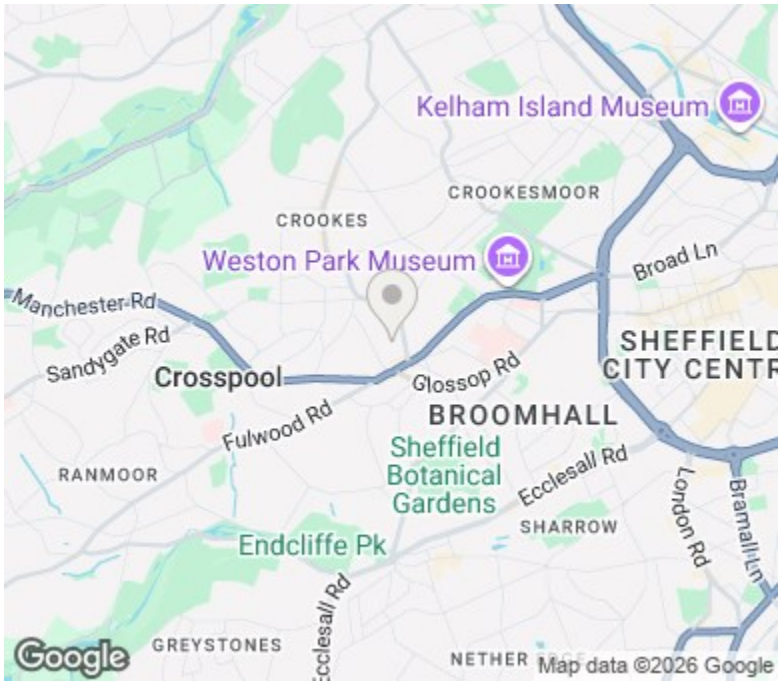 Kelham Island Museum
CROOKESMOOR
CROOKES
Weston Park Museum
Broad Ln
Manchester Rd
Sandygate Rd
SHEFFIELD
CITY CENTR
Crosspool
Glossop Rd
BROOMHALL
Fulwood Rd
Sheffield
Botanical
Gardens
Ecclesall Rd
RANMOOR
London Rd
Bramall Ln
SHARROW
Endcliffe Pk
Ecclesall Rd
GREYSTONES
NETHER EDGE
Google
Map data ©2026 Google